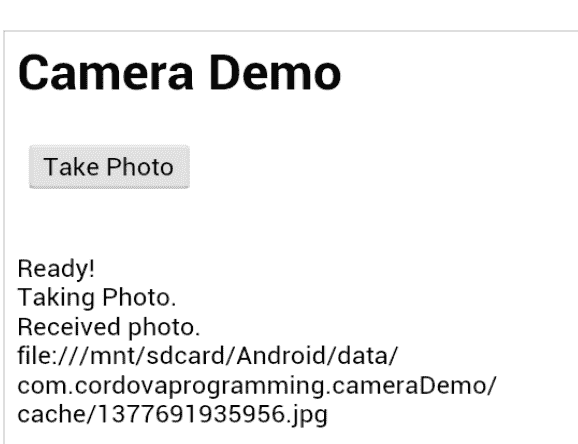 Camera Demo
Take Photo
Ready!
Taking Photo.
Received photo.
file:///mnt/sdcard/Android/data/
com.cordovaprogramming.cameraDemo/
cache/1377691935956.jpg